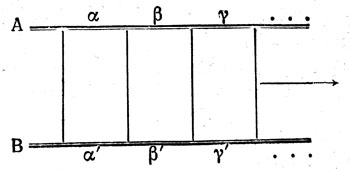 A α β γ . . .
B α′ β′ γ′ . . .